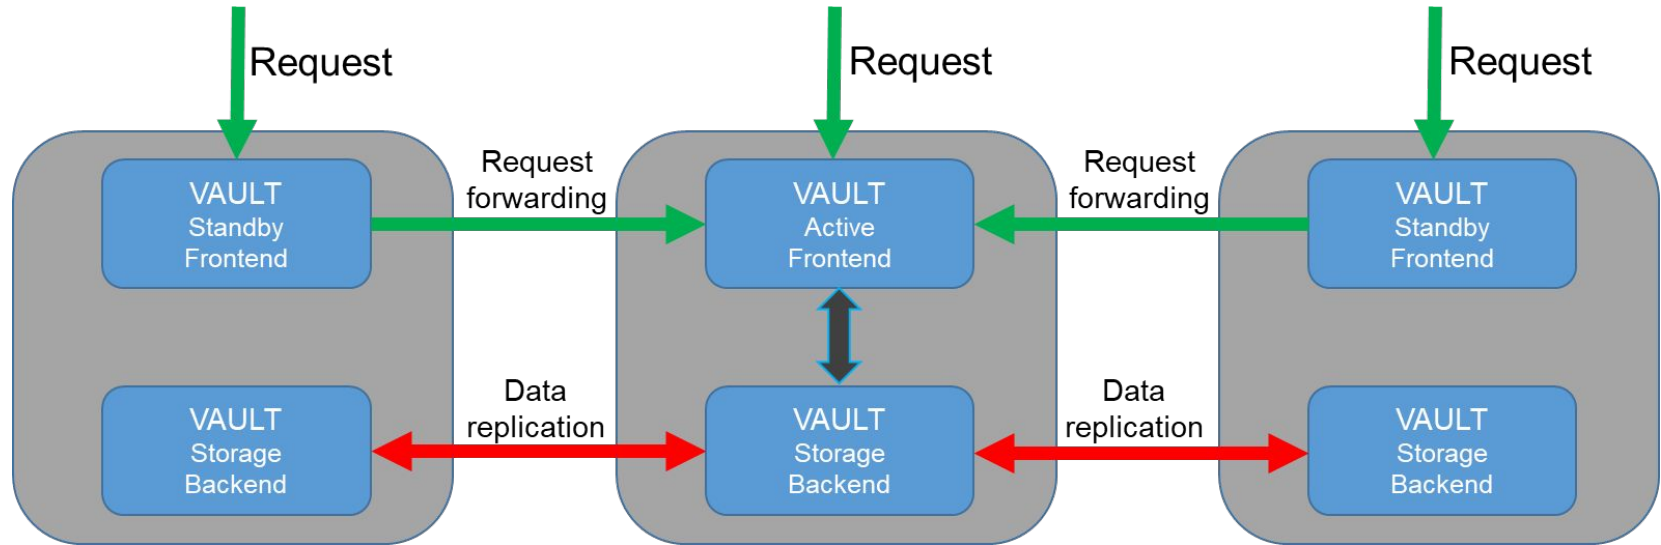 Request
Request
Request
Request
forwarding
Request
forwarding
VAULT
Standby
Frontend
VAULT
Active
Frontend
VAULT
Standby
Frontend
Data
replication
Data
replication
VAULT
Storage
Backend
VAULT
Storage
Backend
VAULT
Storage
Backend